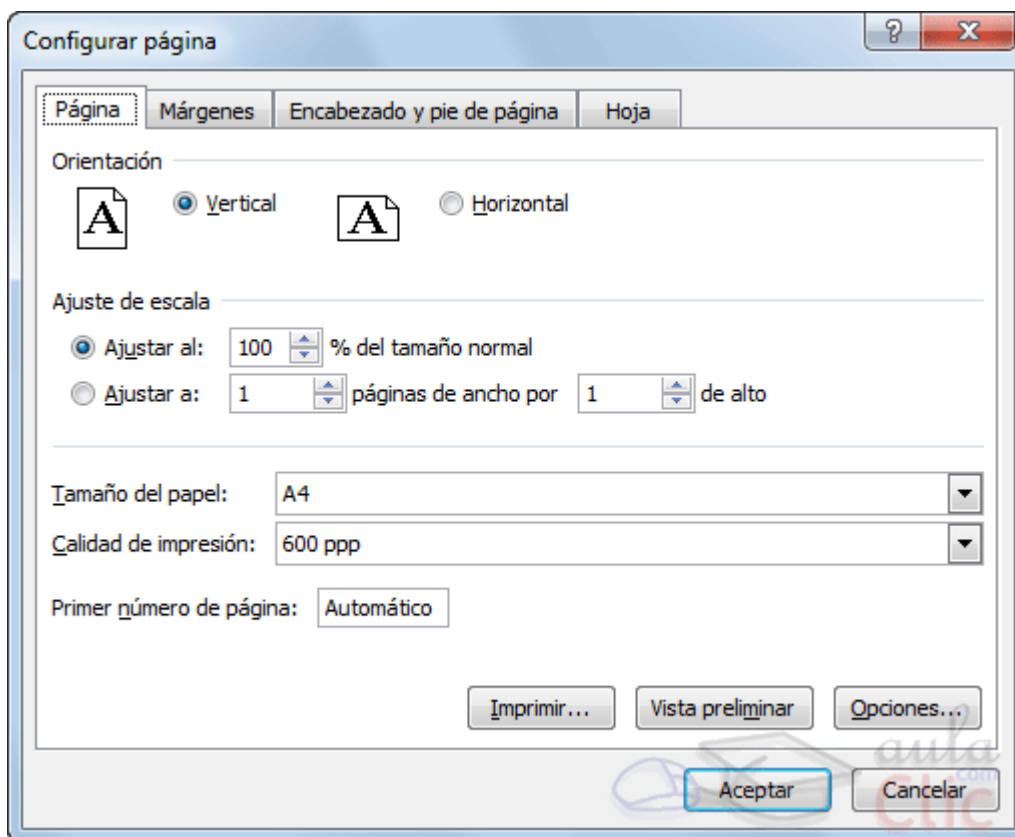 Configurar página
Página Márgenes Encabezado y pie de página Hoja
Orientación
A Vertical A Horizontal
Ajuste de escala
Ajustar al: 100 % del tamaño normal
Ajustar a: 1 páginas de ancho por 1 de alto
Tamaño del papel: A4
Calidad de impresión: 600 ppp
Primer número de página: Automático
Imprimir... Vista preliminar Opciones...
aula
.com
Aceptar Cancelar
Clic